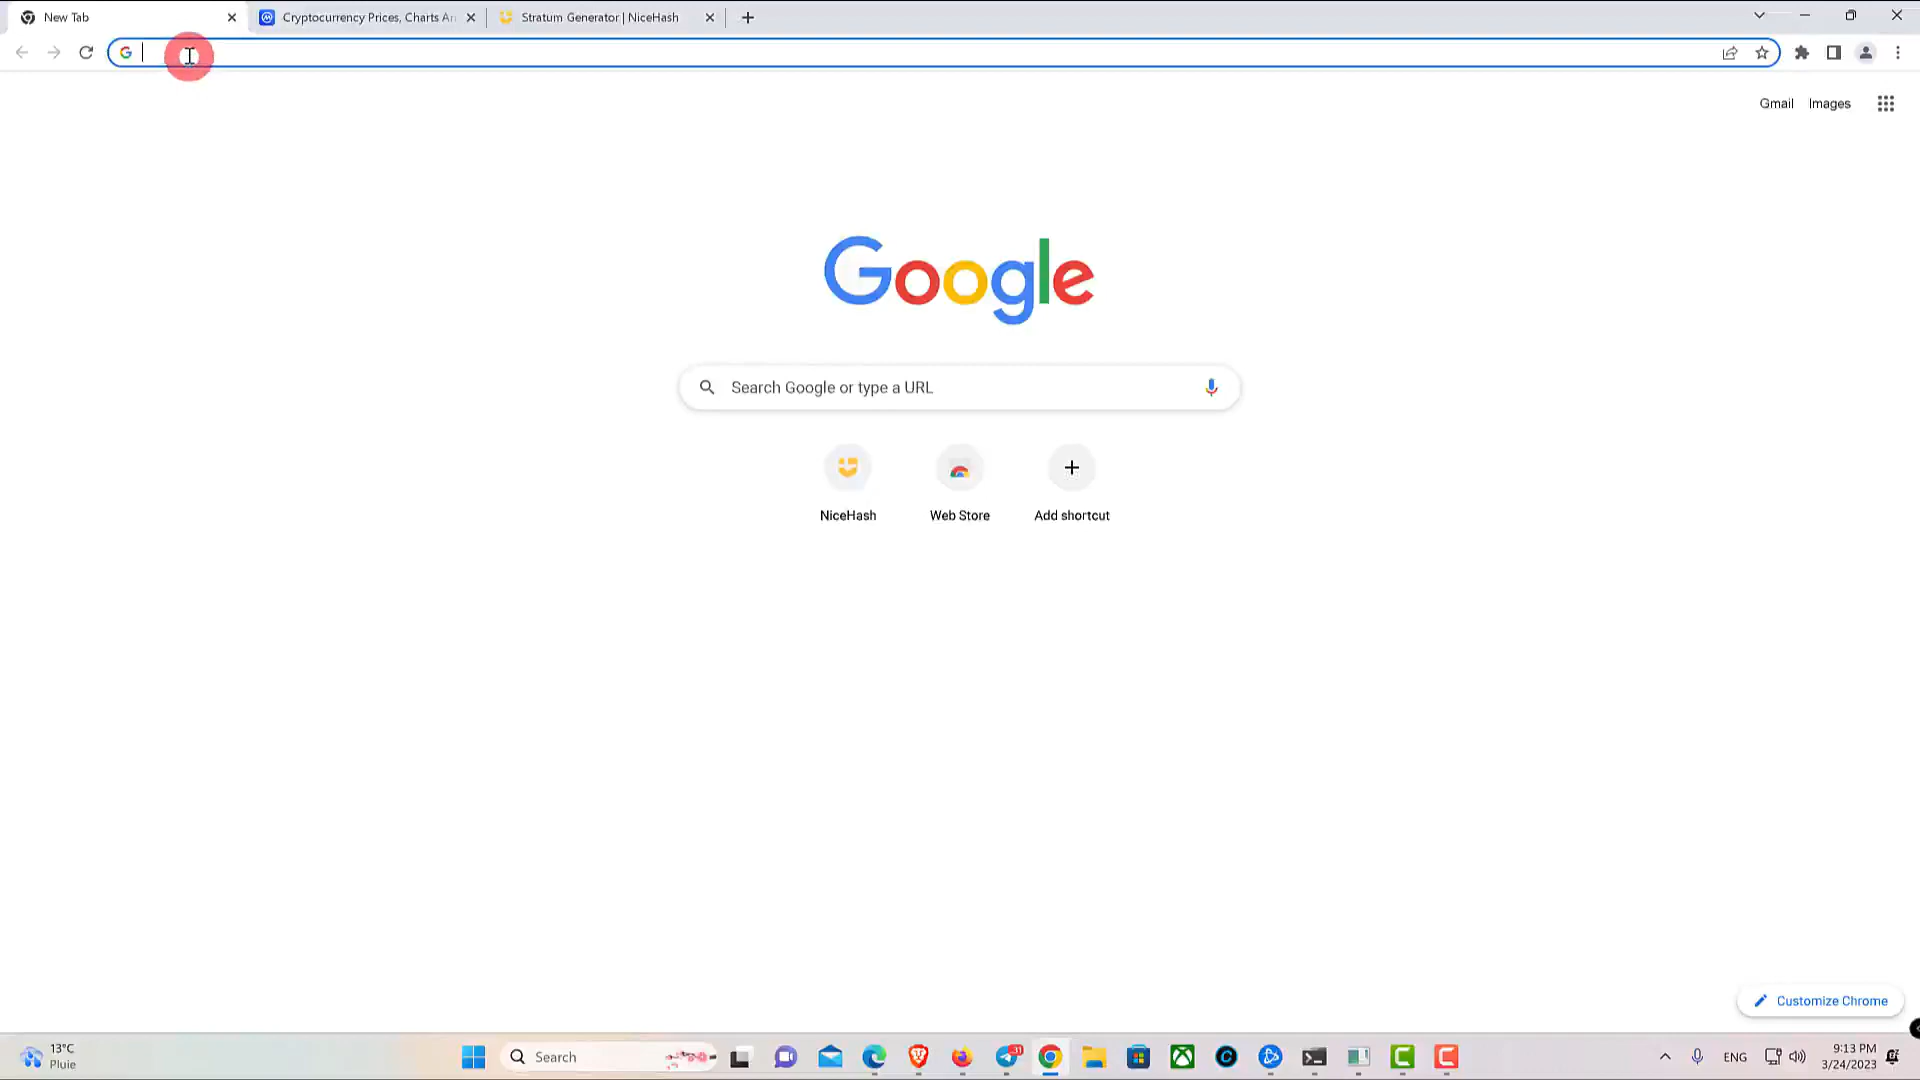 New Tab
Cryptocurrency Prices, Charts An
Stratum Generator | NiceHash
Gmail
Images
Google
Search Google or type a URL
NiceHash
Web Store
Add shortcut
Customize Chrome
13°C
Pluie
Search
31
ENG
9:13 PM
3/24/2023